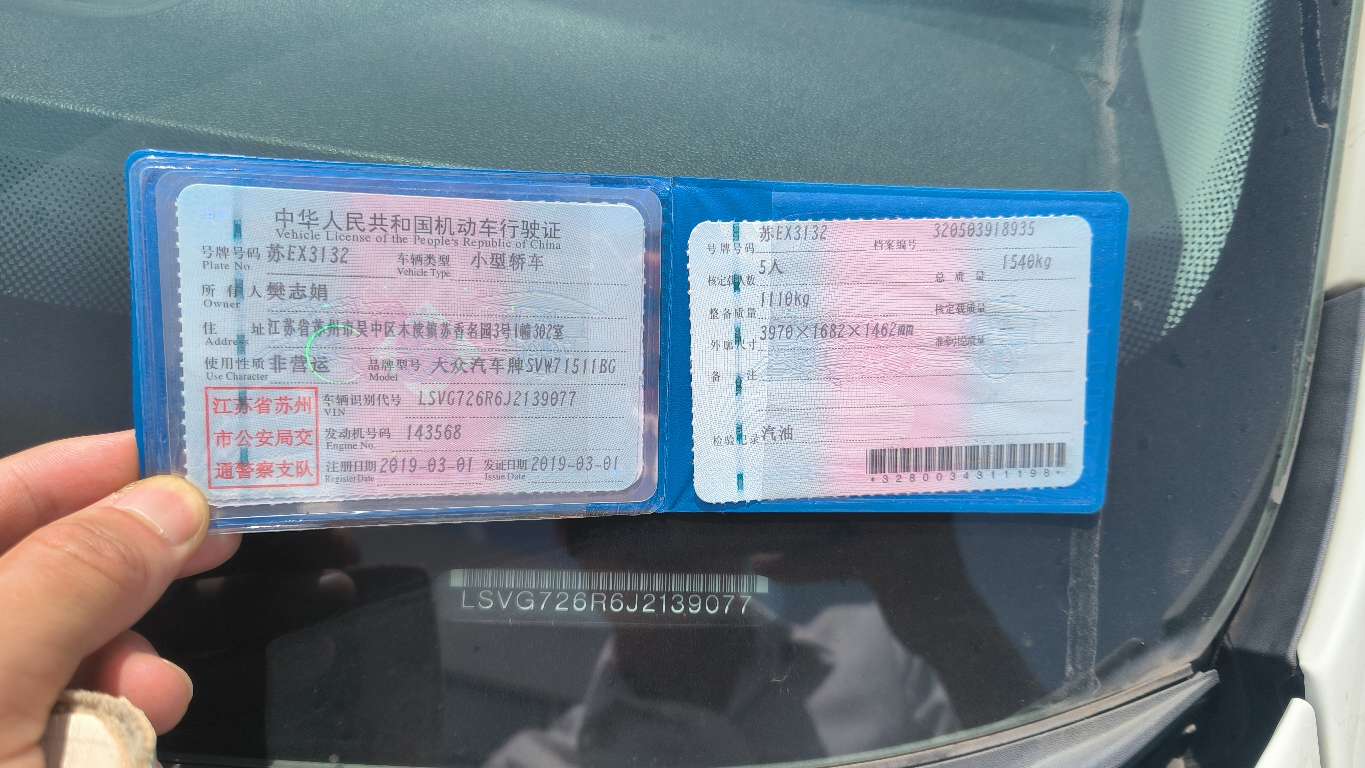 中华人民共和国机动车行驶证
Vehicle License of the People's Republic of China
号牌号码 苏EX3132 车辆类型 小型轿车
Plate No. Vehicle Type
所有人 樊志娟
Owner
住址 江苏省苏州市吴中区木渎镇苏香名园3号1幢302室
Address
使用性质 非营运 品牌型号 大众汽车牌SVW71511BG
Use Character Model
江苏省苏州
市公安局交
通警察支队
车辆识别代号 LSVG726R6J2139077
VIN
发动机号码 143568
Engine No.
注册日期 2019-03-01 发证日期 2019-03-01
Register Date Issue Date
号牌号码 苏EX3132 档案编号 320503918935
核定载人数 5人 总质量 1540kg
整备质量 1110kg 核定载质量
外廓尺寸 3970×1682×1462mm 准牵引总质量
备注
检验记录 汽油
*3280034311198*
LSVG726R6J2139077